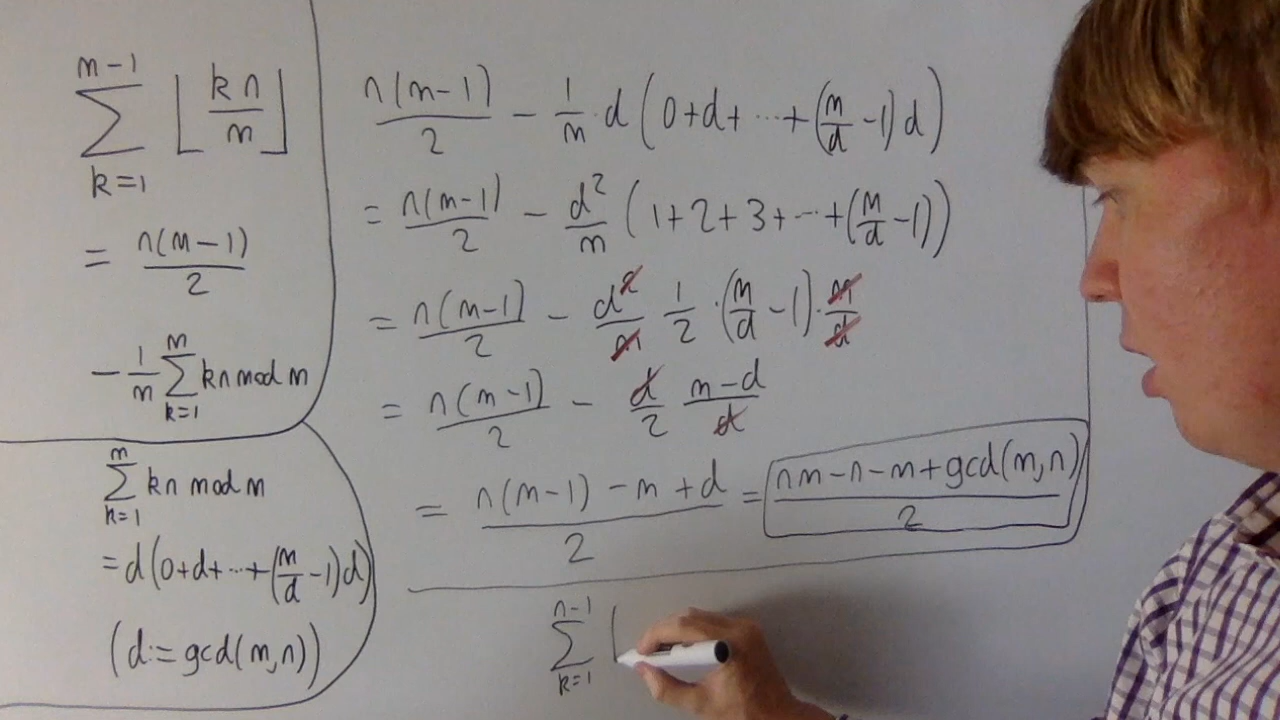 m-1
∑ ⌊kn/m⌋
k=1
= n(m-1)/2
- 1/m ∑_{k=1}^{m} kn mod m
m
∑ kn mod m
k=1
= d(0+d+···+(m/d -1)d)
(d:= gcd(m,n))
n(m-1)/2 - 1/m · d(0+d+···+(m/d -1)d)
= n(m-1)/2 - d²/m (1+2+3+···+(m/d -1))
= n(m-1)/2 - d²/m 1/2 ·(m/d -1)· m/d
= n(m-1)/2 - d/2 (m-d)/d
= (n(m-1) - m + d)/2 = (nm-n-m+gcd(m,n))/2
n-1
∑ ⌊
k=1